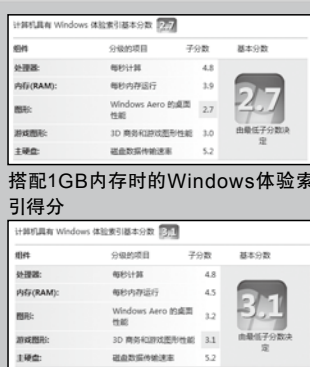 计算机具有 Windows 体验索引基本分数 2.7
组件 分级的项目 子分数 基本分数
处理器: 每秒计算 4.8
内存(RAM): 每秒内存运行 3.9
图形: Windows Aero 的桌面性能 2.7
游戏图形: 3D 商务和游戏图形性能 3.0
主硬盘: 磁盘数据传输速率 5.2
2.7
由最低子分数决
定
搭配1GB内存时的Windows体验索
引得分
计算机具有 Windows 体验索引基本分数 3.1
组件 分级的项目 子分数 基本分数
处理器: 每秒计算 4.8
内存(RAM): 每秒内存运行 4.5
图形: Windows Aero 的桌面性能 3.2
游戏图形: 3D 商务和游戏图形性能 3.1
主硬盘: 磁盘数据传输速率 5.2
3.1
由最低子分数决
定